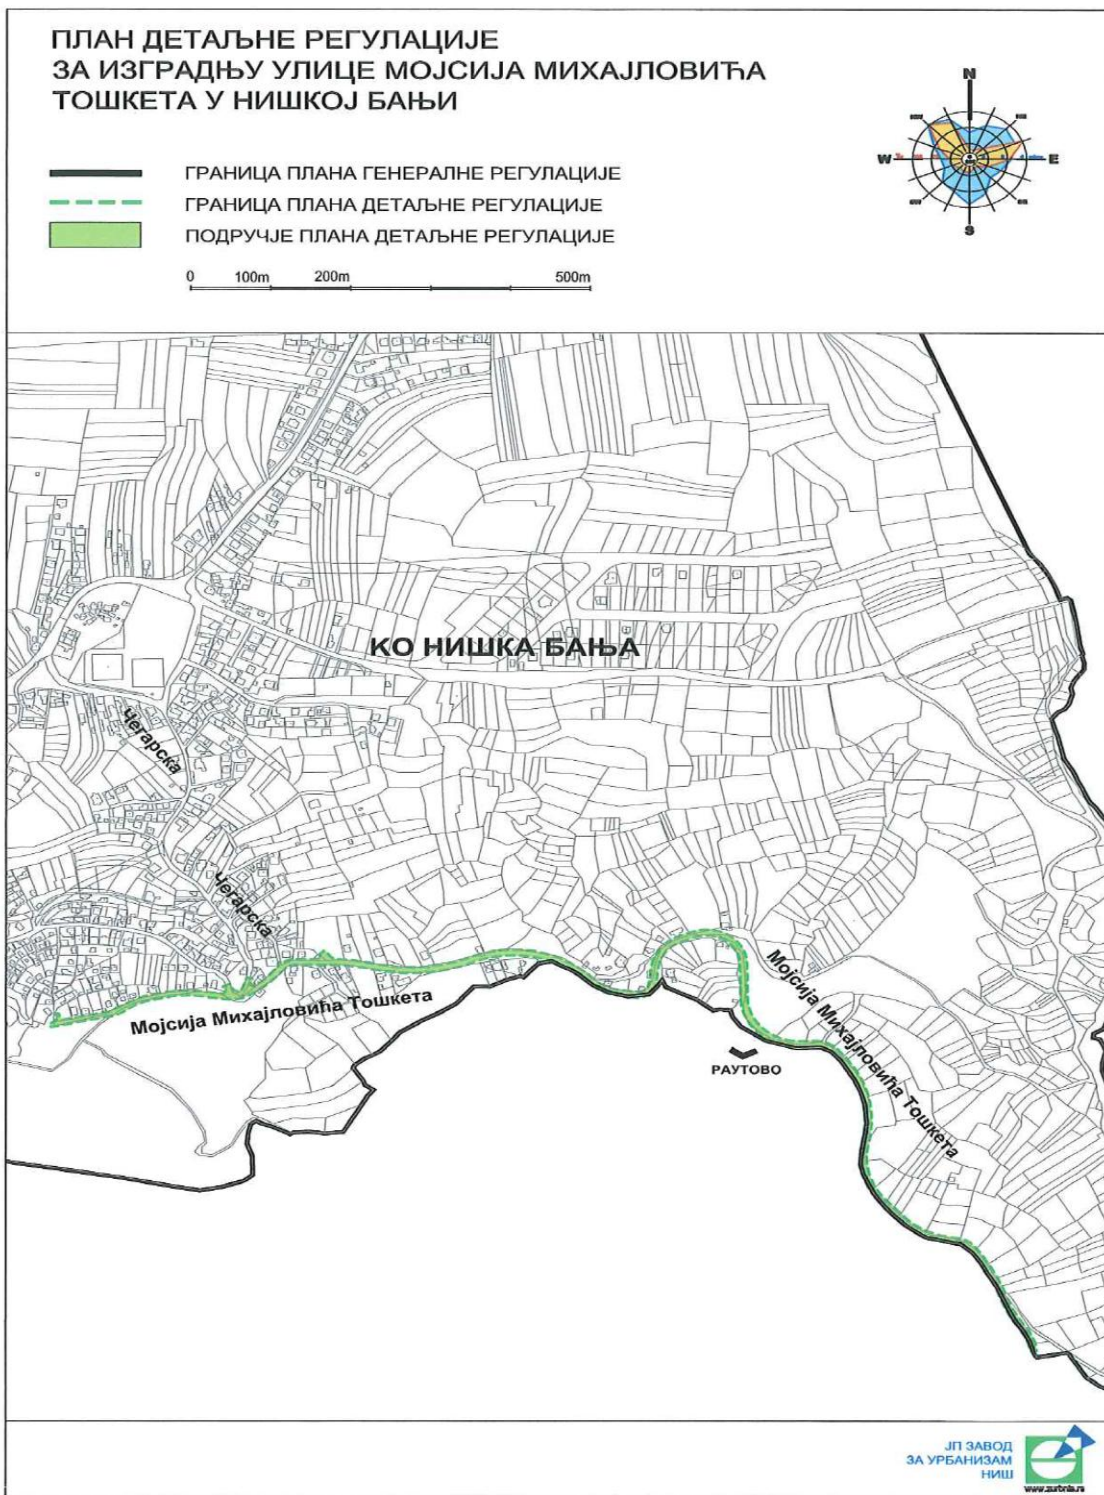 ПЛАН ДЕТАЉНЕ РЕГУЛАЦИЈЕ
ЗА ИЗГРАДЊУ УЛИЦЕ МОЈСИЈА МИХАЈЛОВИЋА
ТОШКЕТА У НИШКОЈ БАЊИ
N
W
E
S
ГРАНИЦА ПЛАНА ГЕНЕРАЛНЕ РЕГУЛАЦИЈЕ
ГРАНИЦА ПЛАНА ДЕТАЉНЕ РЕГУЛАЦИЈЕ
ПОДРУЧЈЕ ПЛАНА ДЕТАЉНЕ РЕГУЛАЦИЈЕ
0 100m 200m 500m
КО НИШКА БАЊА
Чегарска
Чегарска
Мојсија Михајловића Тошкета
Мојсија Михајловића Тошкета
РАУТОВО
ЈП ЗАВОД
ЗА УРБАНИЗАМ
НИШ